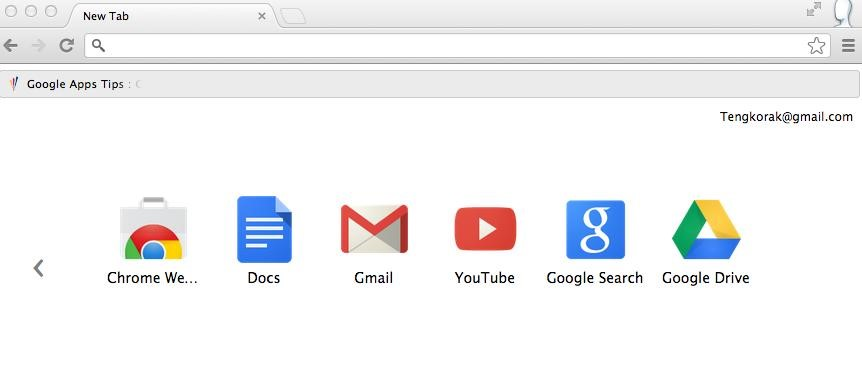 New Tab
Google Apps Tips :
Tengkorak@gmail.com
Chrome We...
Docs
Gmail
YouTube
Google Search
Google Drive